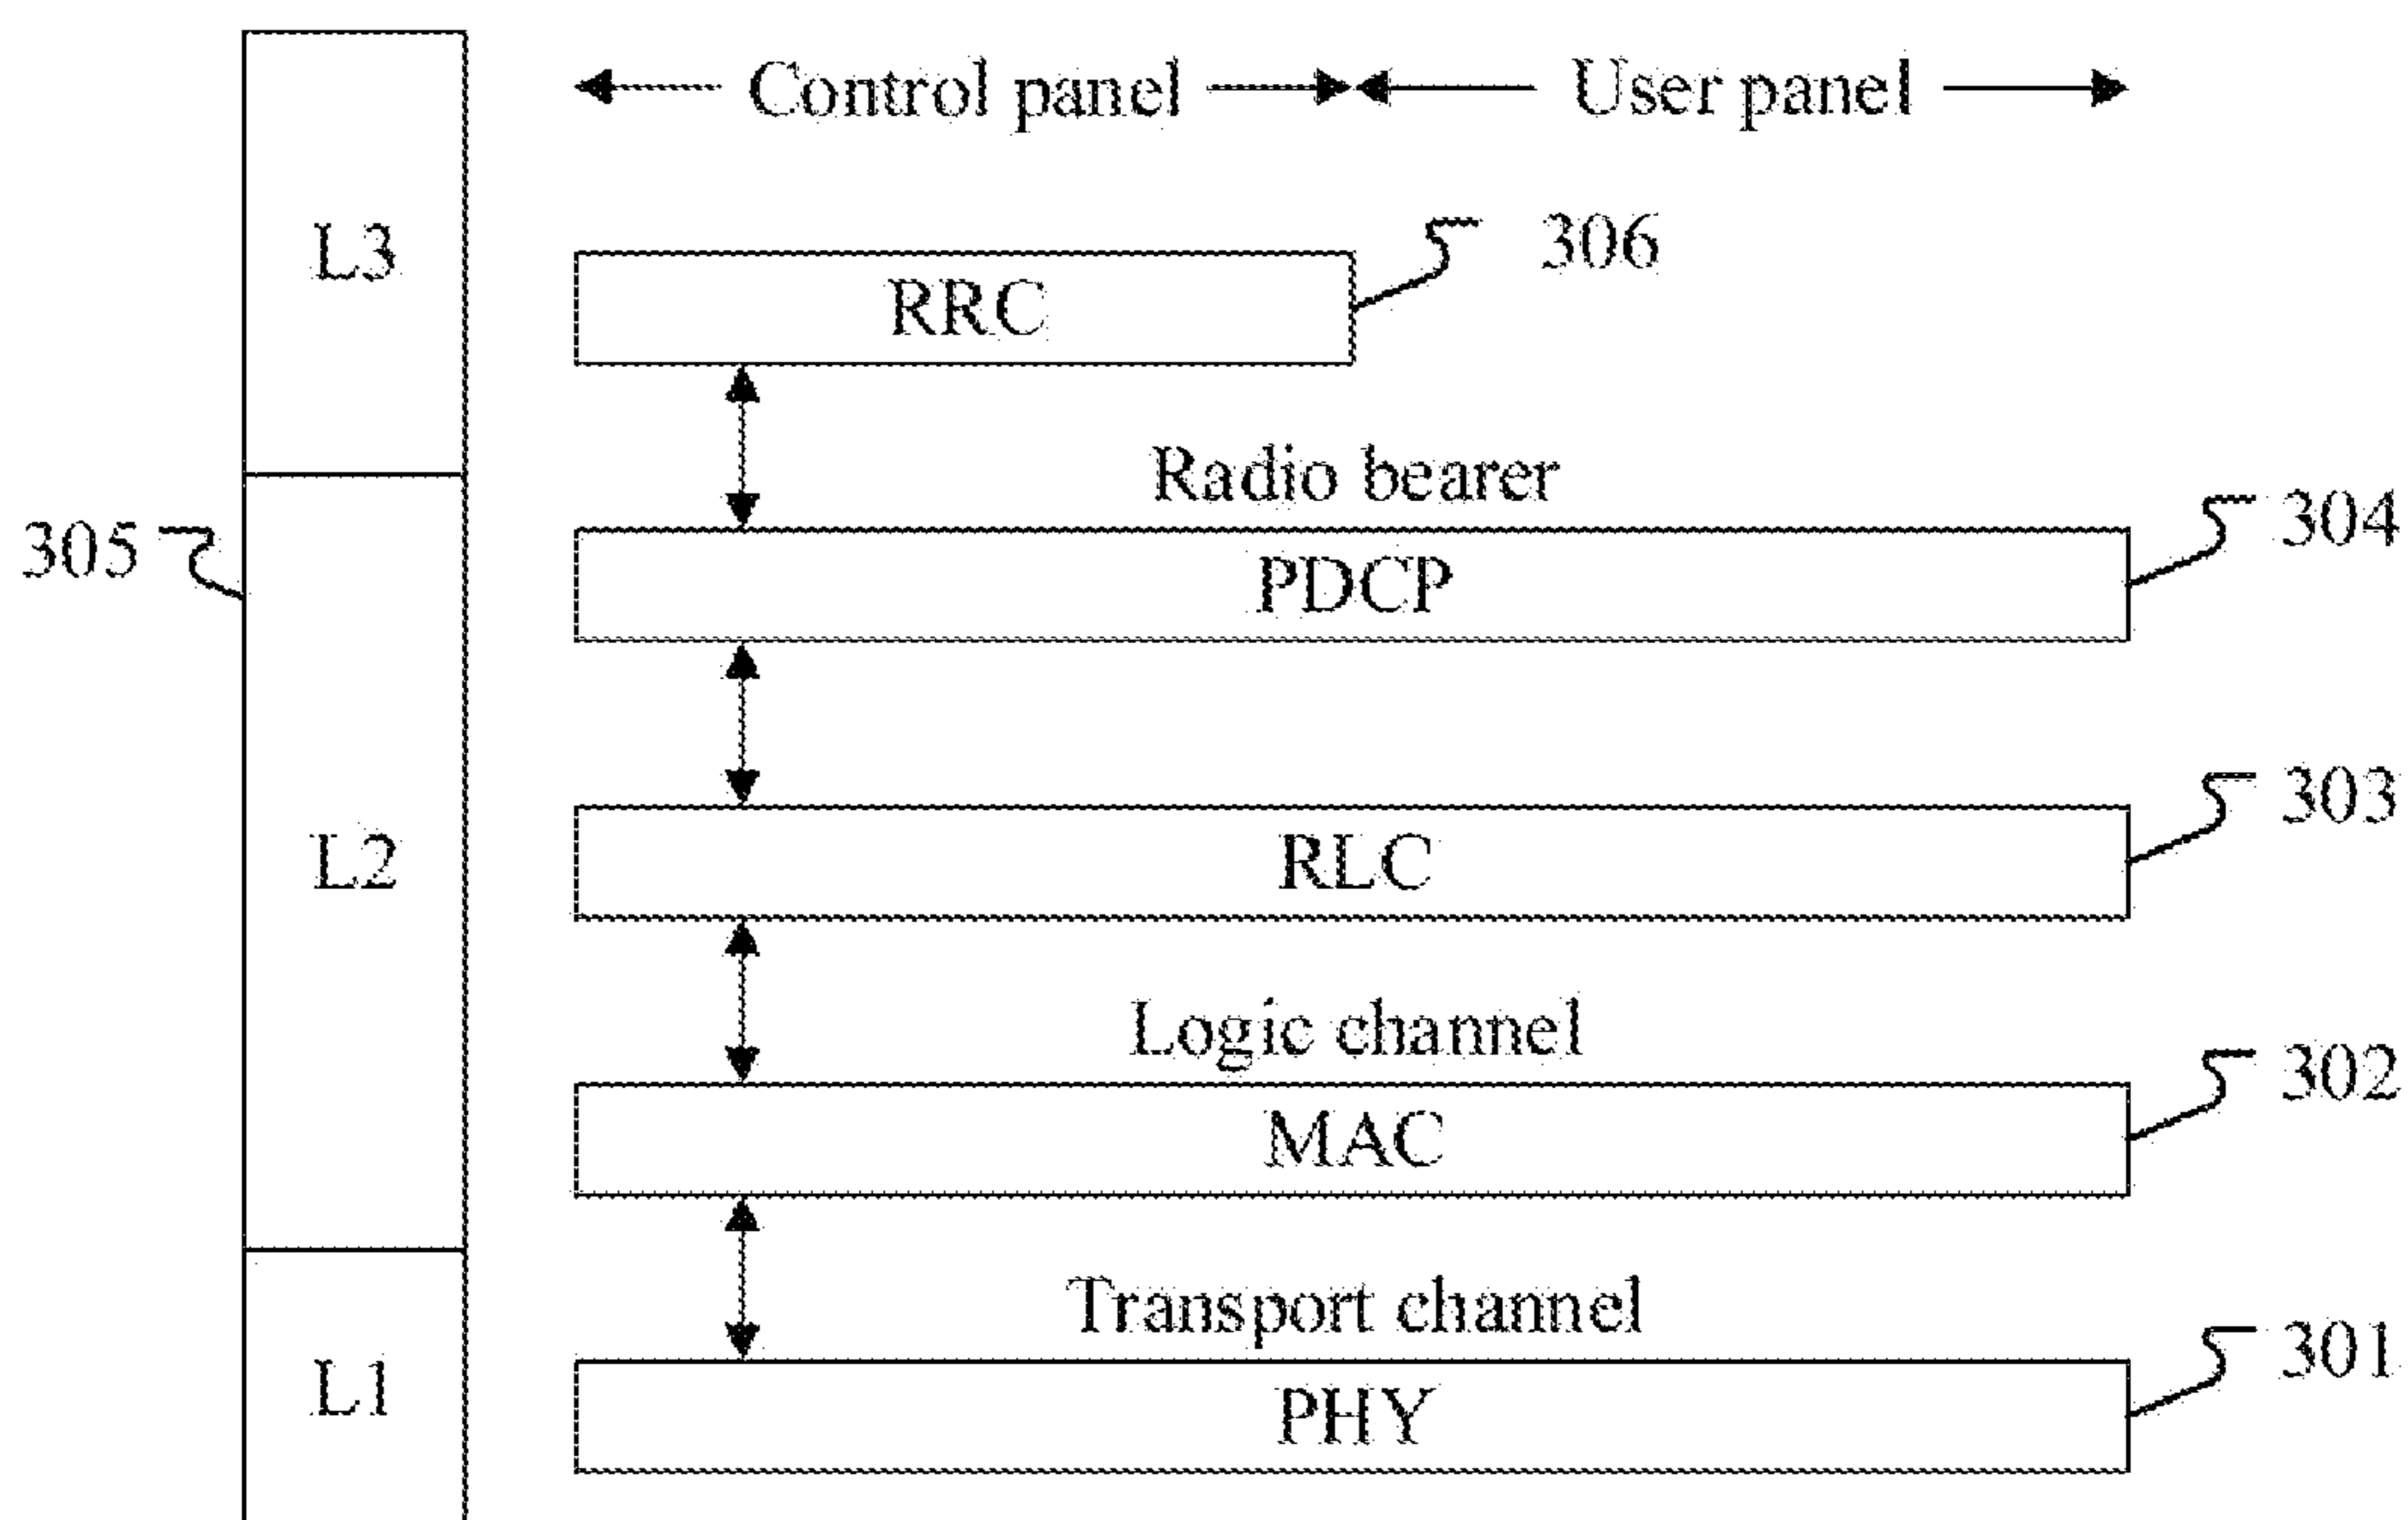 Control panel
User panel
L3
306
RRC
Radio bearer
305
304
PDCP
303
L2
RLC
Logic channel
302
MAC
Transport channel
301
L1
PHY